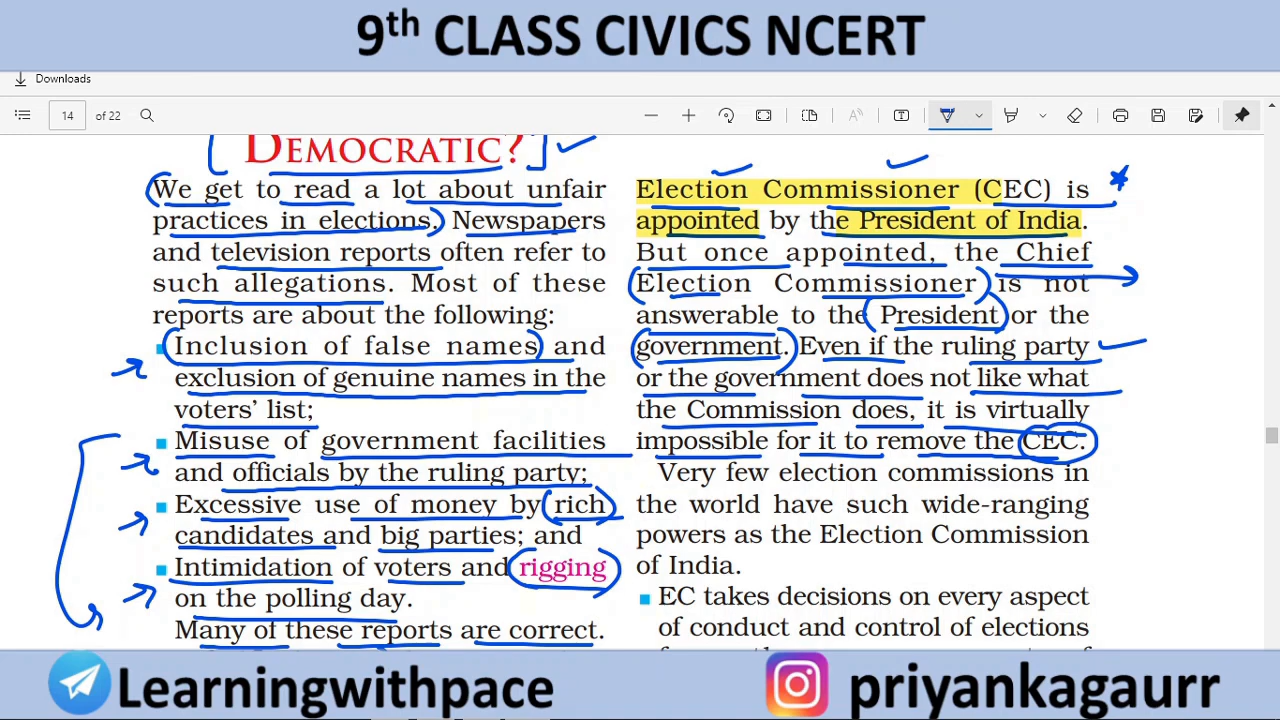 9th CLASS CIVICS NCERT
Downloads
14 of 22
DEMOCRATIC?
We get to read a lot about unfair
practices in elections. Newspapers
and television reports often refer to
such allegations. Most of these
reports are about the following:
Inclusion of false names and
exclusion of genuine names in the
voters' list;
Misuse of government facilities
and officials by the ruling party;
Excessive use of money by rich
candidates and big parties; and
Intimidation of voters and rigging
on the polling day.
Many of these reports are correct.
Election Commissioner (CEC) is
appointed by the President of India.
But once appointed, the Chief
Election Commissioner is not
answerable to the President or the
government. Even if the ruling party
or the government does not like what
the Commission does, it is virtually
impossible for it to remove the CEC.
Very few election commissions in
the world have such wide-ranging
powers as the Election Commission
of India.
EC takes decisions on every aspect
of conduct and control of elections
Learningwithpace
priyankagaurr